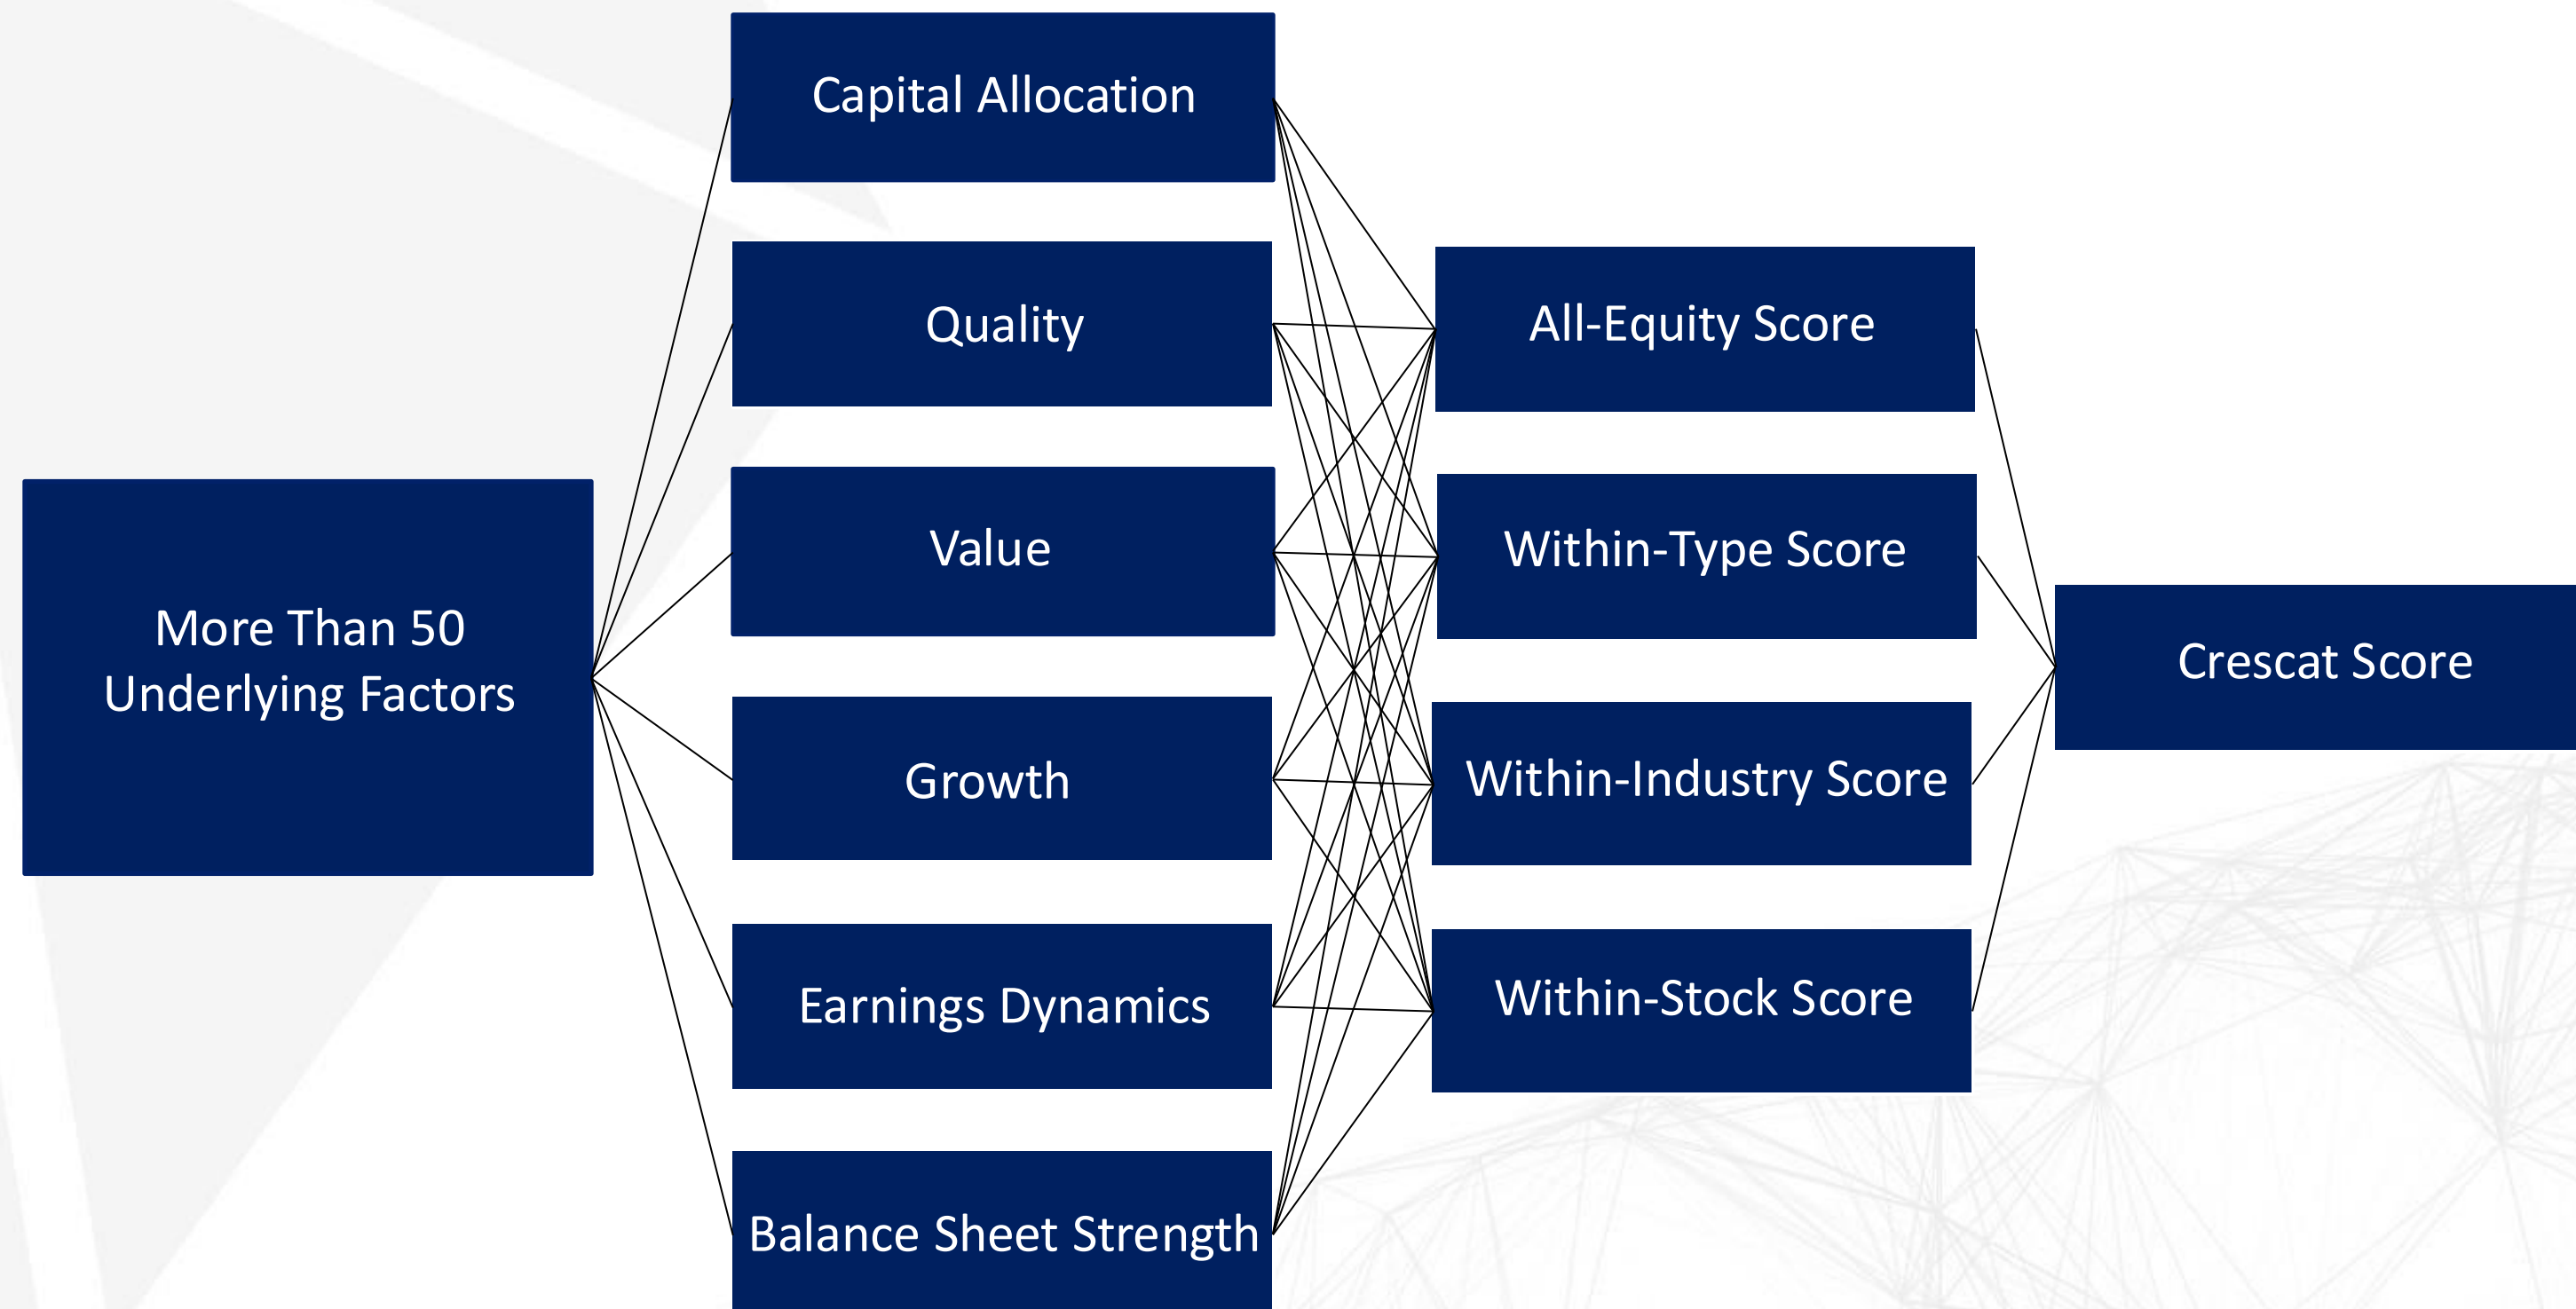 More Than 50
Underlying Factors
Capital Allocation
Quality
Value
Growth
Earnings Dynamics
Balance Sheet Strength
All-Equity Score
Within-Type Score
Within-Industry Score
Within-Stock Score
Crescat Score